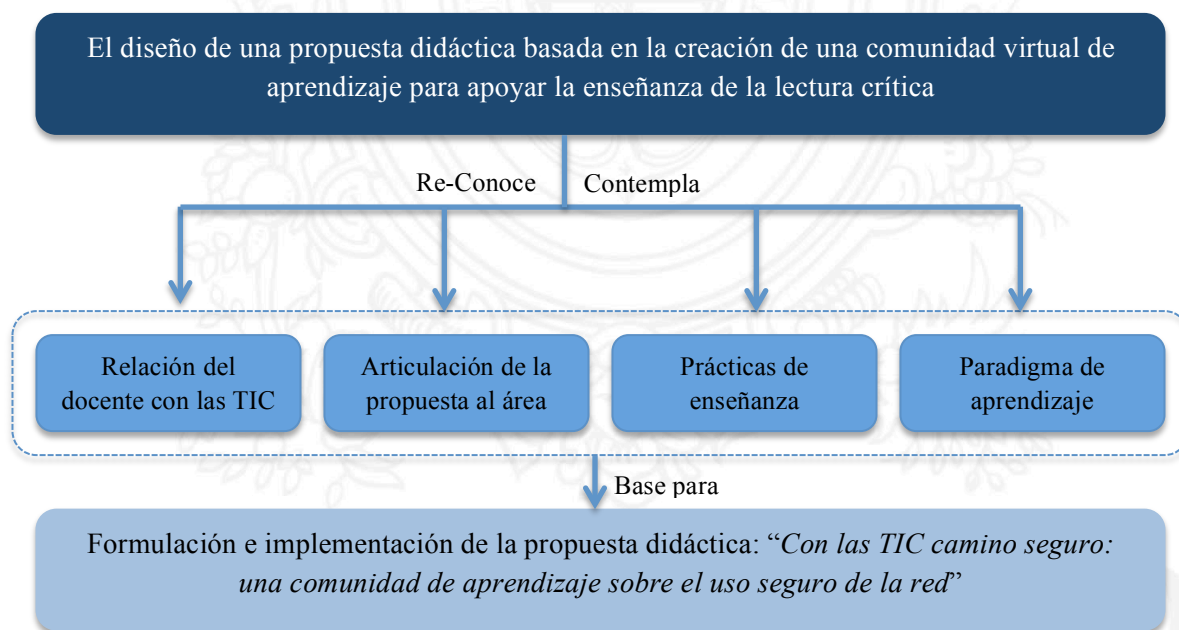 El diseño de una propuesta didáctica basada en la creación de una comunidad virtual de
aprendizaje para apoyar la enseñanza de la lectura crítica
Re-Conoce
Contempla
Relación del
docente con las TIC
Articulación de la
propuesta al área
Prácticas de
enseñanza
Paradigma de
aprendizaje
Base para
Formulación e implementación de la propuesta didáctica: “Con las TIC camino seguro:
una comunidad de aprendizaje sobre el uso seguro de la red”